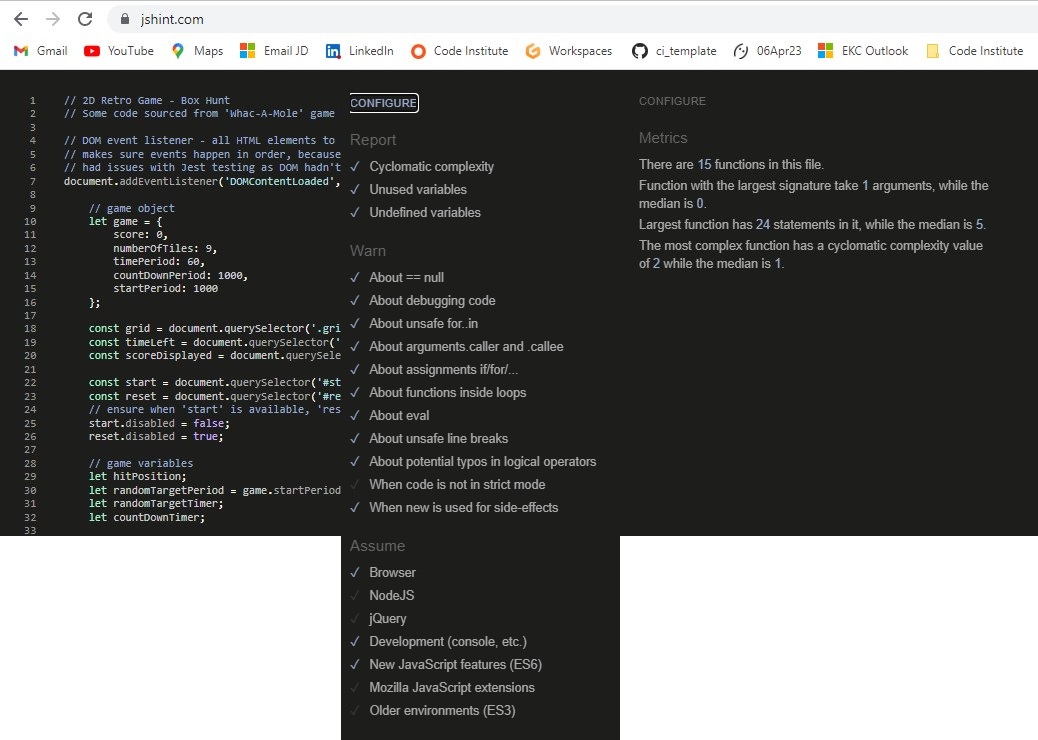 jshint.com
Gmail YouTube Maps Email JD LinkedIn Code Institute Workspaces ci_template 06Apr23 EKC Outlook Code Institute
1 // 2D Retro Game - Box Hunt
2 // Some code sourced from 'Whac-A-Mole' game
3
4 // DOM event listener - all HTML elements to
5 // makes sure events happen in order, because
6 // had issues with Jest testing as DOM hadn't
7 document.addEventListener('DOMContentLoaded',
8
9 // game object
10 let game = {
11 score: 0,
12 numberOfTiles: 9,
13 timePeriod: 60,
14 countDownPeriod: 1000,
15 startPeriod: 1000
16 };
17
18 const grid = document.querySelector('.gri
19 const timeLeft = document.querySelector('
20 const scoreDisplayed = document.querySele
21
22 const start = document.querySelector('#st
23 const reset = document.querySelector('#re
24 // ensure when 'start' is available, 'res
25 start.disabled = false;
26 reset.disabled = true;
27
28 // game variables
29 let hitPosition;
30 let randomTargetPeriod = game.startPeriod
31 let randomTargetTimer;
32 let countDownTimer;
33
CONFIGURE
Report
✓ Cyclomatic complexity
✓ Unused variables
✓ Undefined variables
Warn
✓ About == null
✓ About debugging code
✓ About unsafe for..in
✓ About arguments.caller and .callee
✓ About assignments if/for/...
✓ About functions inside loops
✓ About eval
✓ About unsafe line breaks
✓ About potential typos in logical operators
✓ When code is not in strict mode
✓ When new is used for side-effects
Assume
✓ Browser
✓ NodeJS
✓ jQuery
✓ Development (console, etc.)
✓ New JavaScript features (ES6)
✓ Mozilla JavaScript extensions
✓ Older environments (ES3)
CONFIGURE
Metrics
There are 15 functions in this file.
Function with the largest signature take 1 arguments, while the
median is 0.
Largest function has 24 statements in it, while the median is 5.
The most complex function has a cyclomatic complexity value
of 2 while the median is 1.